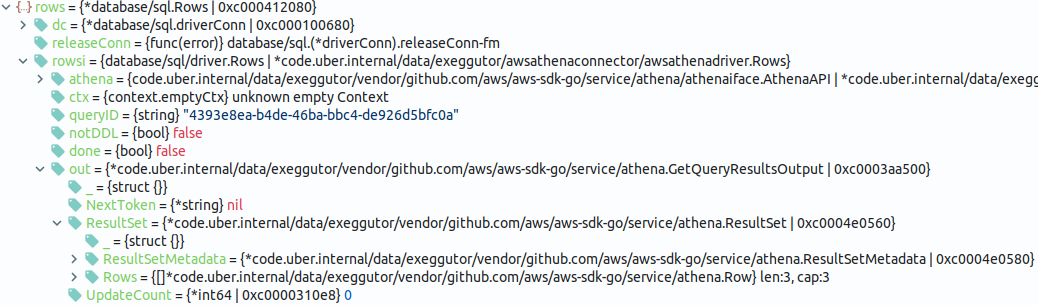 rows = {*database/sql.Rows | 0xc000412080}
dc = {*database/sql.driverConn | 0xc000100680}
releaseConn = {func(error)} database/sql.(*driverConn).releaseConn-fm
rowsi = {database/sql/driver.Rows | *code.uber.internal/data/exeggutor/awsathenaconnector/awsathenadriver.Rows}
athena = {code.uber.internal/data/exeggutor/vendor/github.com/aws/aws-sdk-go/service/athena/athenaiface.AthenaAPI | *code.uber.internal/data/exegg
ctx = {context.emptyCtx} unknown empty Context
queryID = {string} "4393e8ea-b4de-46ba-bbc4-de926d5bfc0a"
notDDL = {bool} false
done = {bool} false
out = {*code.uber.internal/data/exeggutor/vendor/github.com/aws/aws-sdk-go/service/athena.GetQueryResultsOutput | 0xc0003aa500}
_ = {struct {}}
NextToken = {*string} nil
ResultSet = {*code.uber.internal/data/exeggutor/vendor/github.com/aws/aws-sdk-go/service/athena.ResultSet | 0xc0004e0560}
_ = {struct {}}
ResultSetMetadata = {*code.uber.internal/data/exeggutor/vendor/github.com/aws/aws-sdk-go/service/athena.ResultSetMetadata | 0xc0004e0580}
Rows = {[]*code.uber.internal/data/exeggutor/vendor/github.com/aws/aws-sdk-go/service/athena.Row} len:3, cap:3
UpdateCount = {*int64 | 0xc0000310e8} 0